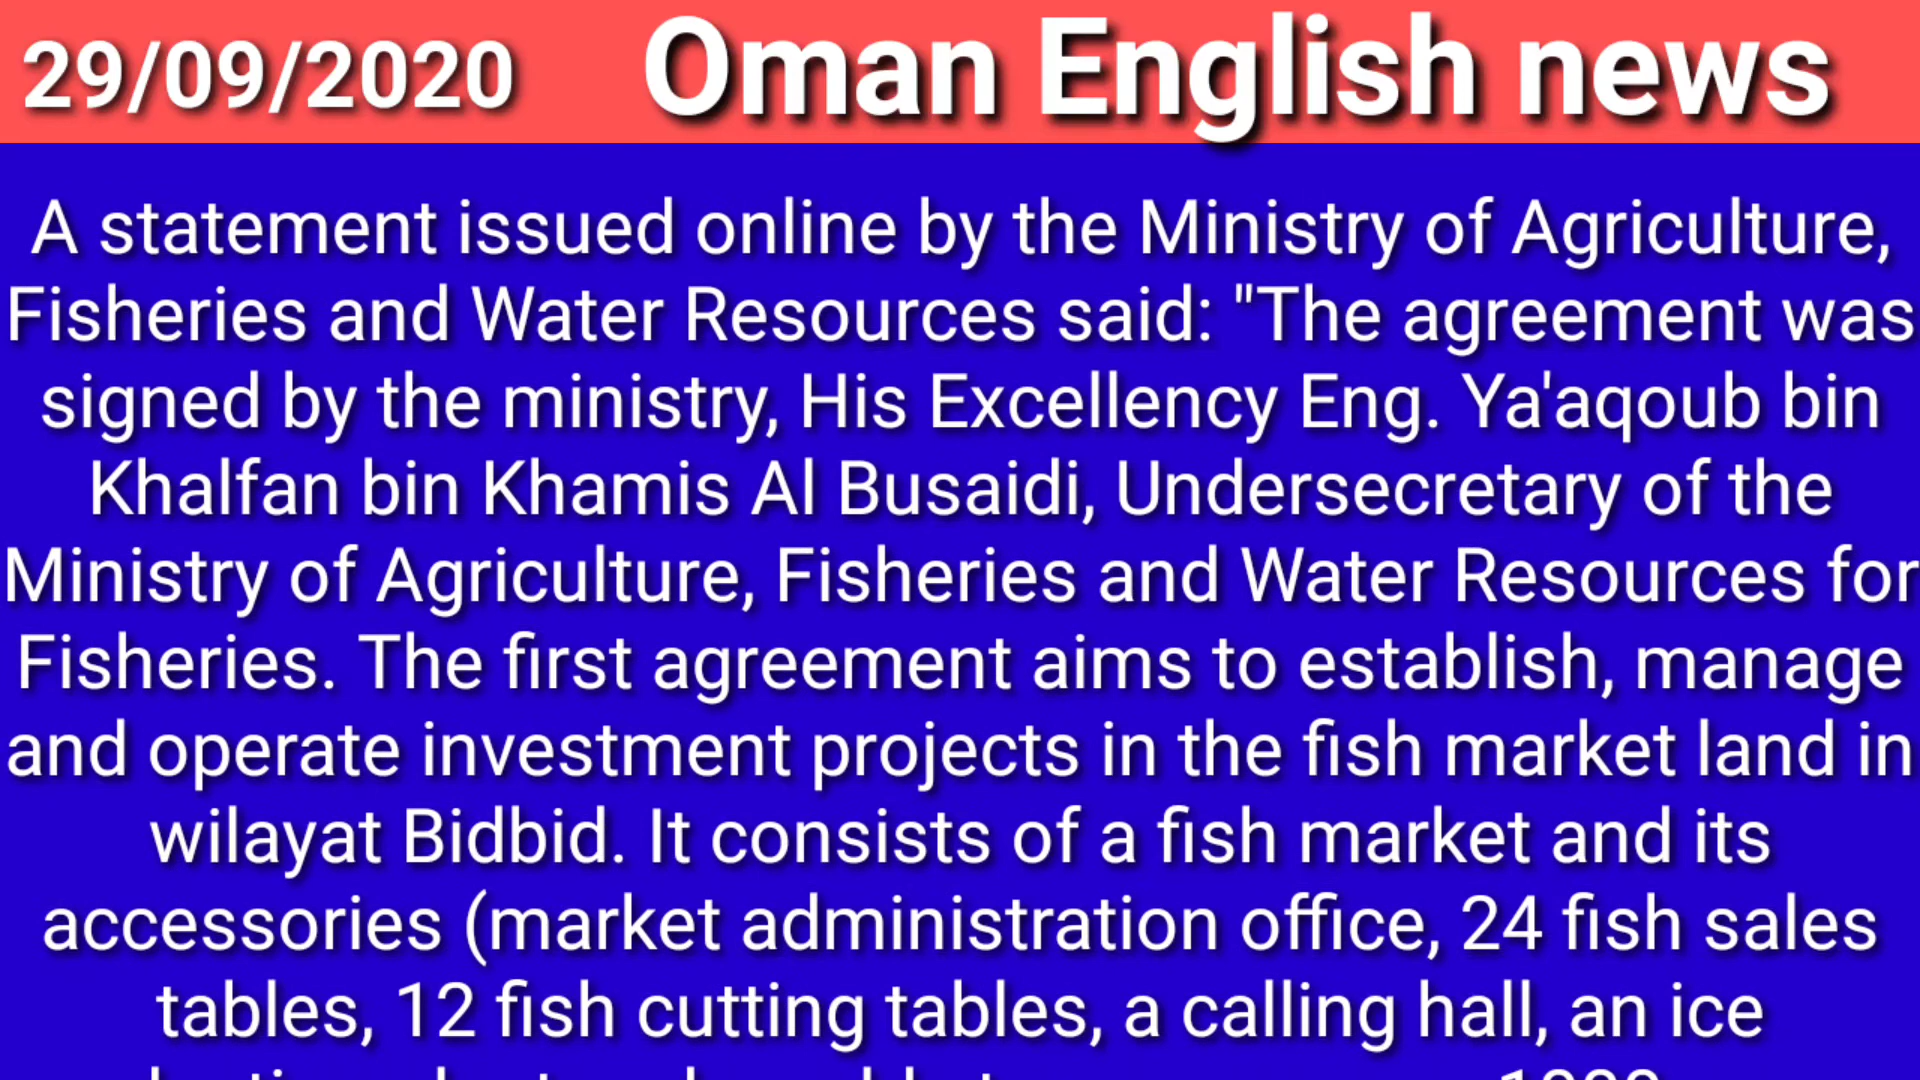 29/09/2020 Oman English news
A statement issued online by the Ministry of Agriculture,
Fisheries and Water Resources said: "The agreement was
signed by the ministry, His Excellency Eng. Ya'aqoub bin
Khalfan bin Khamis Al Busaidi, Undersecretary of the
Ministry of Agriculture, Fisheries and Water Resources for
Fisheries. The first agreement aims to establish, manage
and operate investment projects in the fish market land in
wilayat Bidbid. It consists of a fish market and its
accessories (market administration office, 24 fish sales
tables, 12 fish cutting tables, a calling hall, an ice